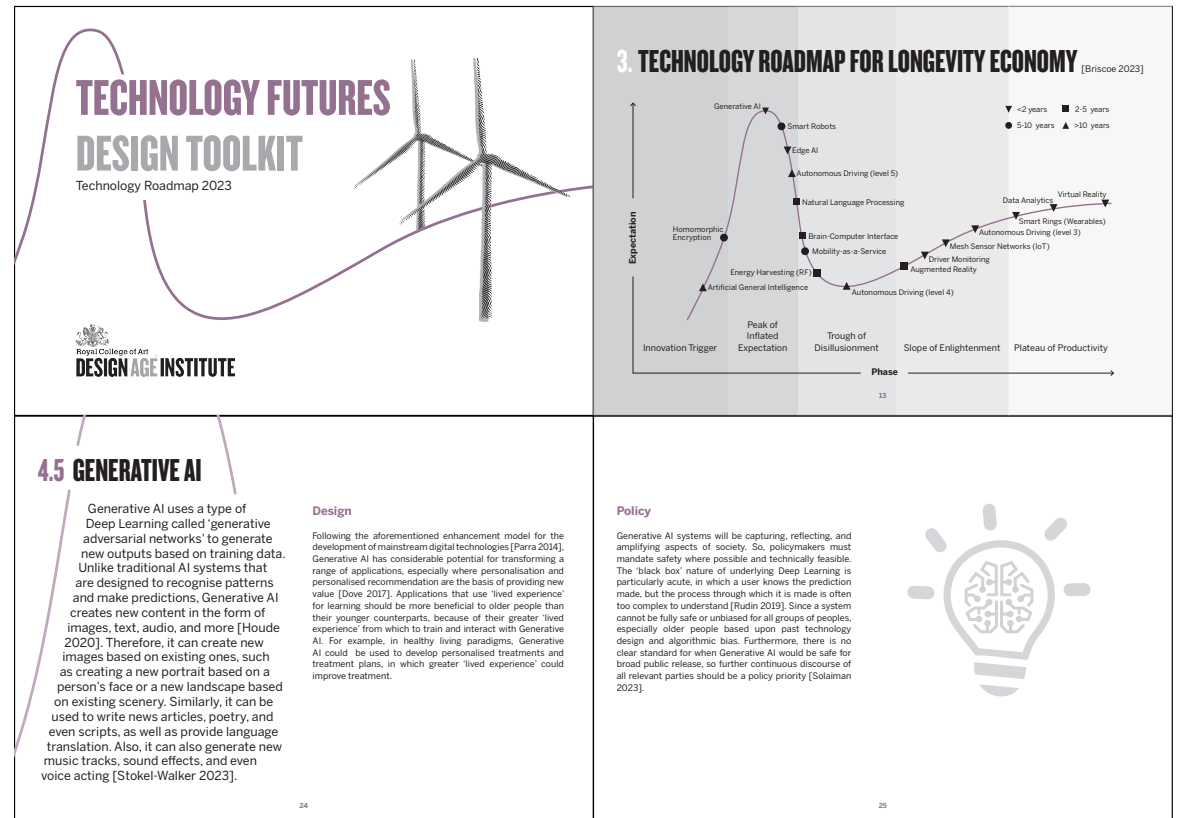 TECHNOLOGY FUTURES
DESIGN TOOLKIT
Technology Roadmap 2023
Royal College of Art
DESIGN AGE INSTITUTE
3. TECHNOLOGY ROADMAP FOR LONGEVITY ECONOMY [Briscoe 2023]
<2 years
2-5 years
5-10 years
>10 years
Generative AI
Smart Robots
Edge AI
Autonomous Driving (level 5)
Natural Language Processing
Homomorphic
Encryption
Brain-Computer Interface
Mobility-as-a-Service
Energy Harvesting (RF)
Artificial General Intelligence
Autonomous Driving (level 4)
Augmented Reality
Driver Monitoring
Mesh Sensor Networks (IoT)
Autonomous Driving (level 3)
Smart Rings (Wearables)
Data Analytics
Virtual Reality
Expectation
Innovation Trigger
Peak of
Inflated
Expectation
Trough of
Disillusionment
Slope of Enlightenment
Plateau of Productivity
Phase
13
4.5 GENERATIVE AI
Generative AI uses a type of
Deep Learning called ‘generative
adversarial networks’ to generate
new outputs based on training data.
Unlike traditional AI systems that
are designed to recognise patterns
and make predictions, Generative AI
creates new content in the form of
images, text, audio, and more [Houde
2020]. Therefore, it can create new
images based on existing ones, such
as creating a new portrait based on a
person’s face or a new landscape based
on existing scenery. Similarly, it can be
used to write news articles, poetry, and
even scripts, as well as provide language
translation. Also, it can also generate new
music tracks, sound effects, and even
voice acting [Stokel-Walker 2023].
Design
Following the aforementioned enhancement model for the
development of mainstream digital technologies [Parra 2014],
Generative AI has considerable potential for transforming a
range of applications, especially where personalisation and
personalised recommendation are the basis of providing new
value [Dove 2017]. Applications that use ‘lived experience’
for learning should be more beneficial to older people than
their younger counterparts, because of their greater ‘lived
experience’ from which to train and interact with Generative
AI. For example, in healthy living paradigms, Generative
AI could be used to develop personalised treatments and
treatment plans, in which greater ‘lived experience’ could
improve treatment.
24
Policy
Generative AI systems will be capturing, reflecting, and
amplifying aspects of society. So, policymakers must
mandate safety where possible and technically feasible.
The ‘black box’ nature of underlying Deep Learning is
particularly acute, in which a user knows the prediction
made, but the process through which it is made is often
too complex to understand [Rudin 2019]. Since a system
cannot be fully safe or unbiased for all groups of peoples,
especially older people based upon past technology
design and algorithmic bias. Furthermore, there is no
clear standard for when Generative AI would be safe for
broad public release, so further continuous discourse of
all relevant parties should be a policy priority [Solaiman
2023].
25